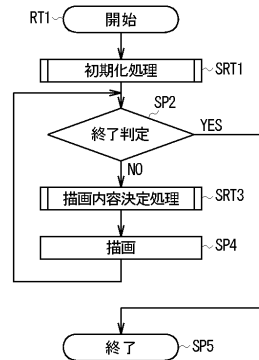 RT1 開始
初期化処理 SRT1
SP2
終了判定 YES
NO
描画内容決定処理 SRT3
描画 SP4
終了 SP5